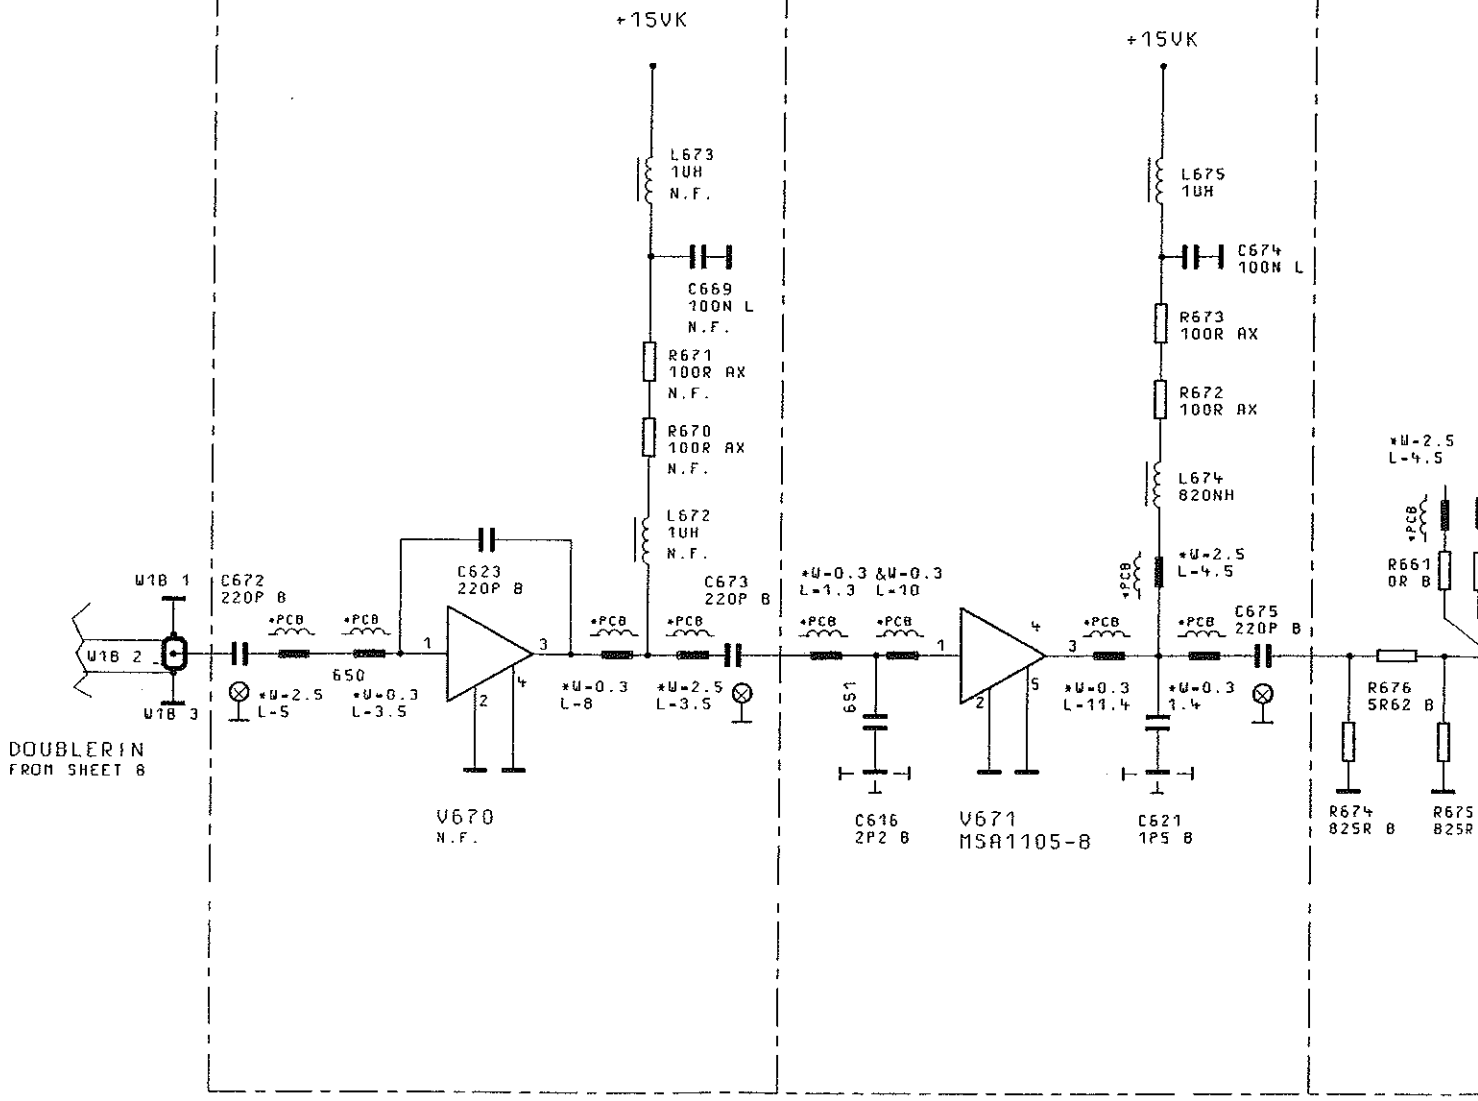 +15VK
+15VK
L673
1UH
N.F.
L675
1UH
C669
100N L
N.F.
C674
100N L
R671
100R AX
N.F.
R673
100R AX
R670
100R AX
N.F.
R672
100R AX
L672
1UH
N.F.
L674
820NH
*W=2.5
L=4.5
*PCB
R661
0R B
W1B 1
W1B 2
W1B 3
DOUBLERIN
FROM SHEET 8
C672
220P B
*PCB
*W=2.5
L=5
650
*PCB
*W=0.3
L=3.5
C623
220P B
1
2
3
4
V670
N.F.
*PCB
*W=0.3
L=8
*PCB
*W=2.5
L=3.5
C673
220P B
*W=0.3 &W=0.3
L=1.3 L=10
*PCB
*PCB
651
C616
2P2 B
1
2
3
4
5
V671
MSA1105-8
*PCB
*W=0.3
L=11.4
*PCB
*W=2.5
L=4.5
*PCB
*W=0.3
1.4
C621
1P5 B
C675
220P B
R676
5R62 B
R674
825R B
R675
825R